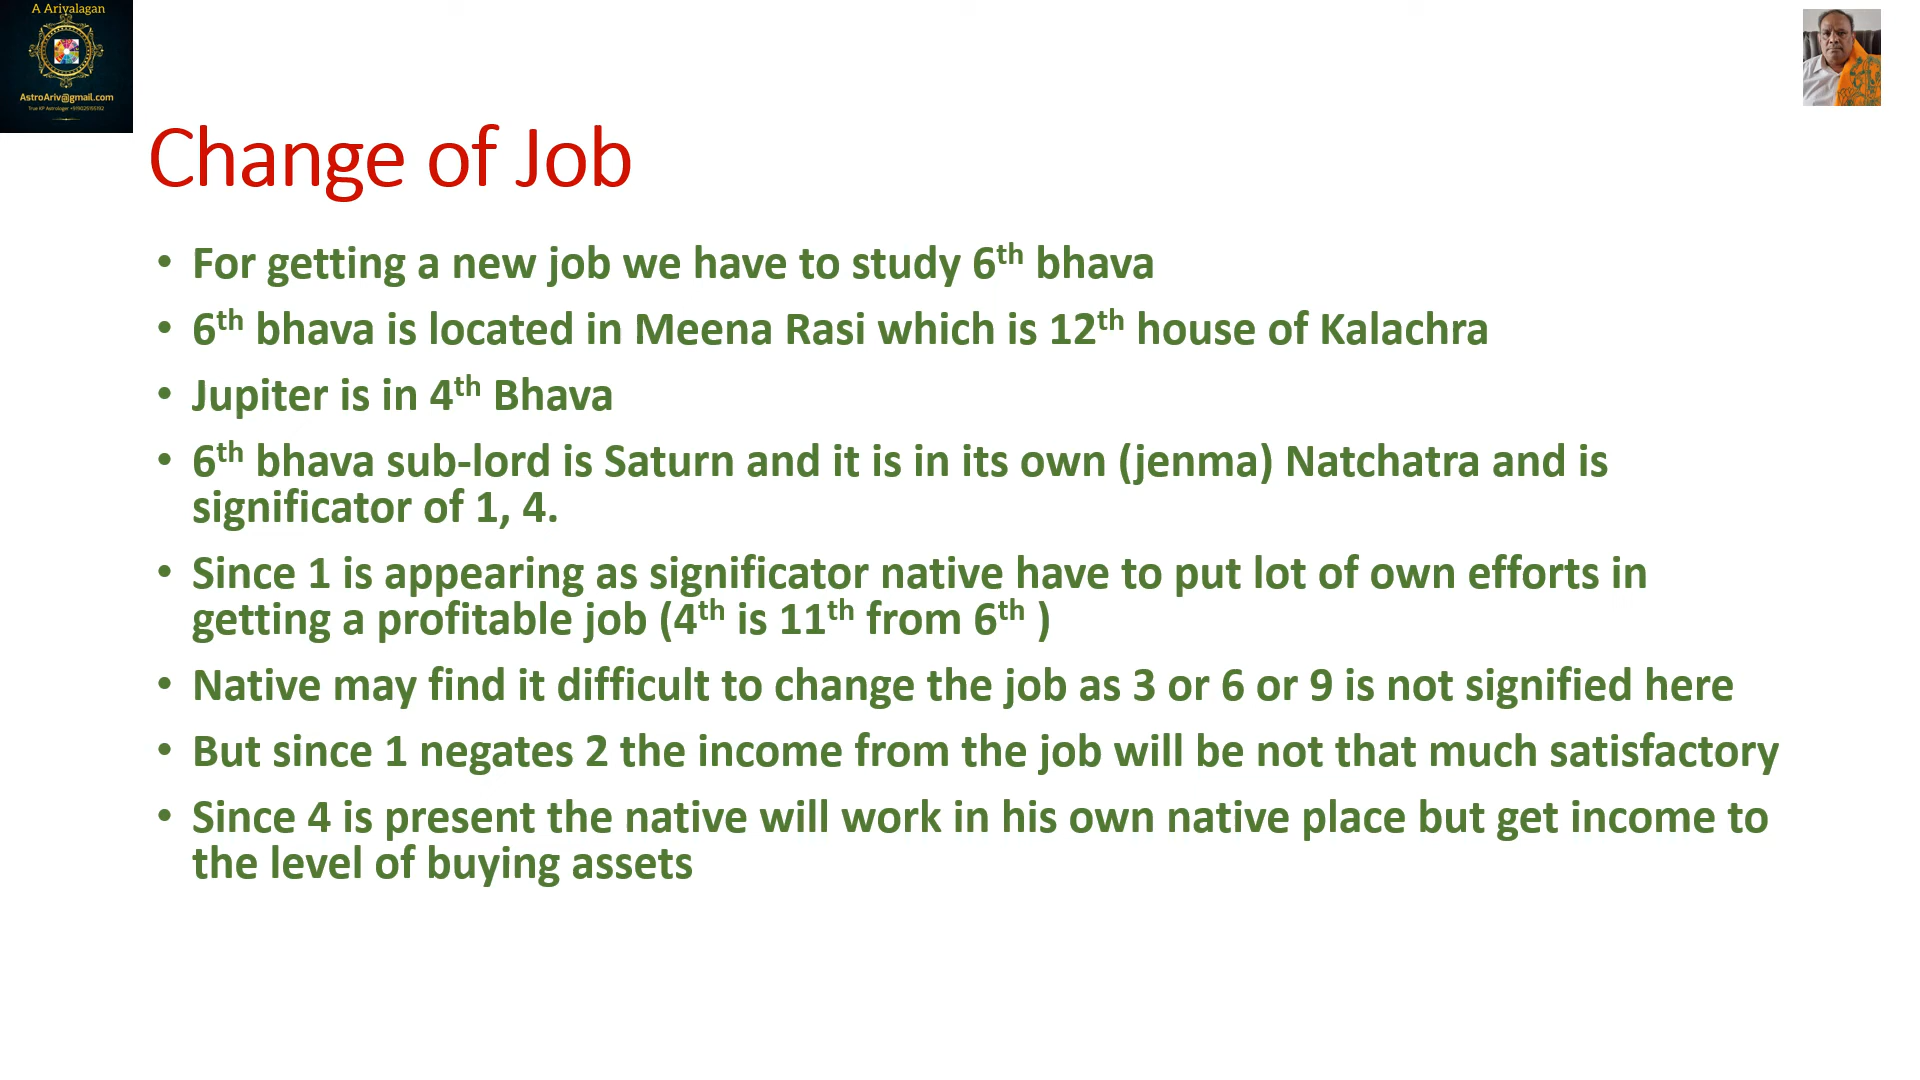 A Ariyalagan
AstroAriv@gmail.com
Change of Job
• For getting a new job we have to study 6th bhava
• 6th bhava is located in Meena Rasi which is 12th house of Kalachra
• Jupiter is in 4th Bhava
• 6th bhava sub-lord is Saturn and it is in its own (jenma) Natchatra and is
significator of 1, 4.
• Since 1 is appearing as significator native have to put lot of own efforts in
getting a profitable job (4th is 11th from 6th )
• Native may find it difficult to change the job as 3 or 6 or 9 is not signified here
• But since 1 negates 2 the income from the job will be not that much satisfactory
• Since 4 is present the native will work in his own native place but get income to
the level of buying assets